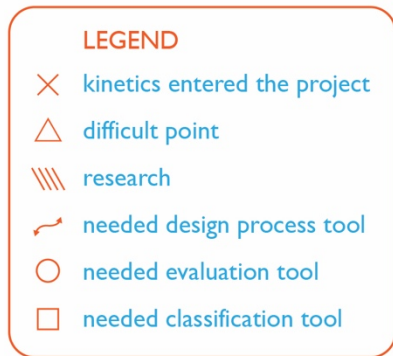 LEGEND
kinetics entered the project
difficult point
research
needed design process tool
needed evaluation tool
needed classification tool